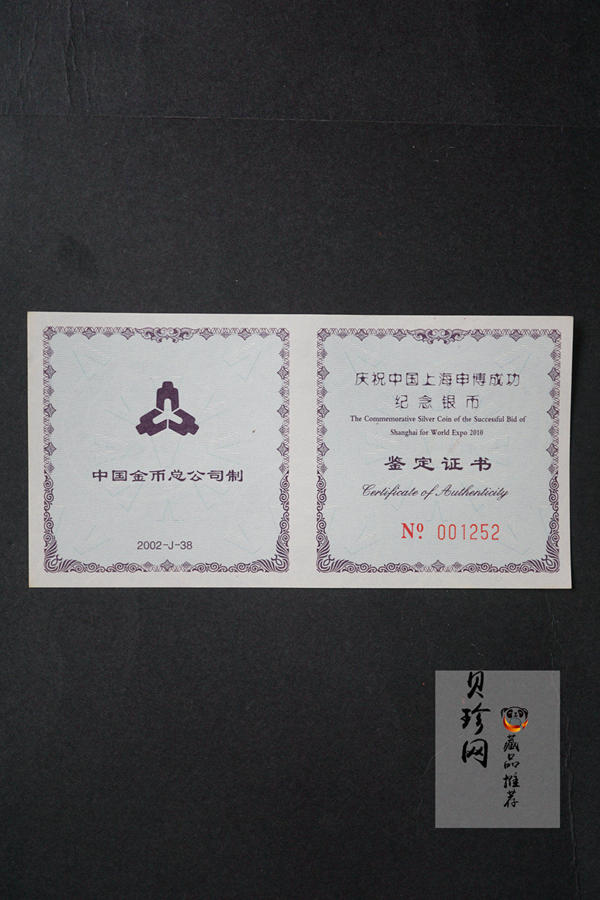 中国金币总公司制
2002-J-38
庆祝中国上海申博成功
纪念银币
The Commemorative Silver Coin of the Successful Bid of
Shanghai for World Expo 2010
鉴定证书
Certificate of Authenticity
Nº 001252
贝珍网
藏品推荐